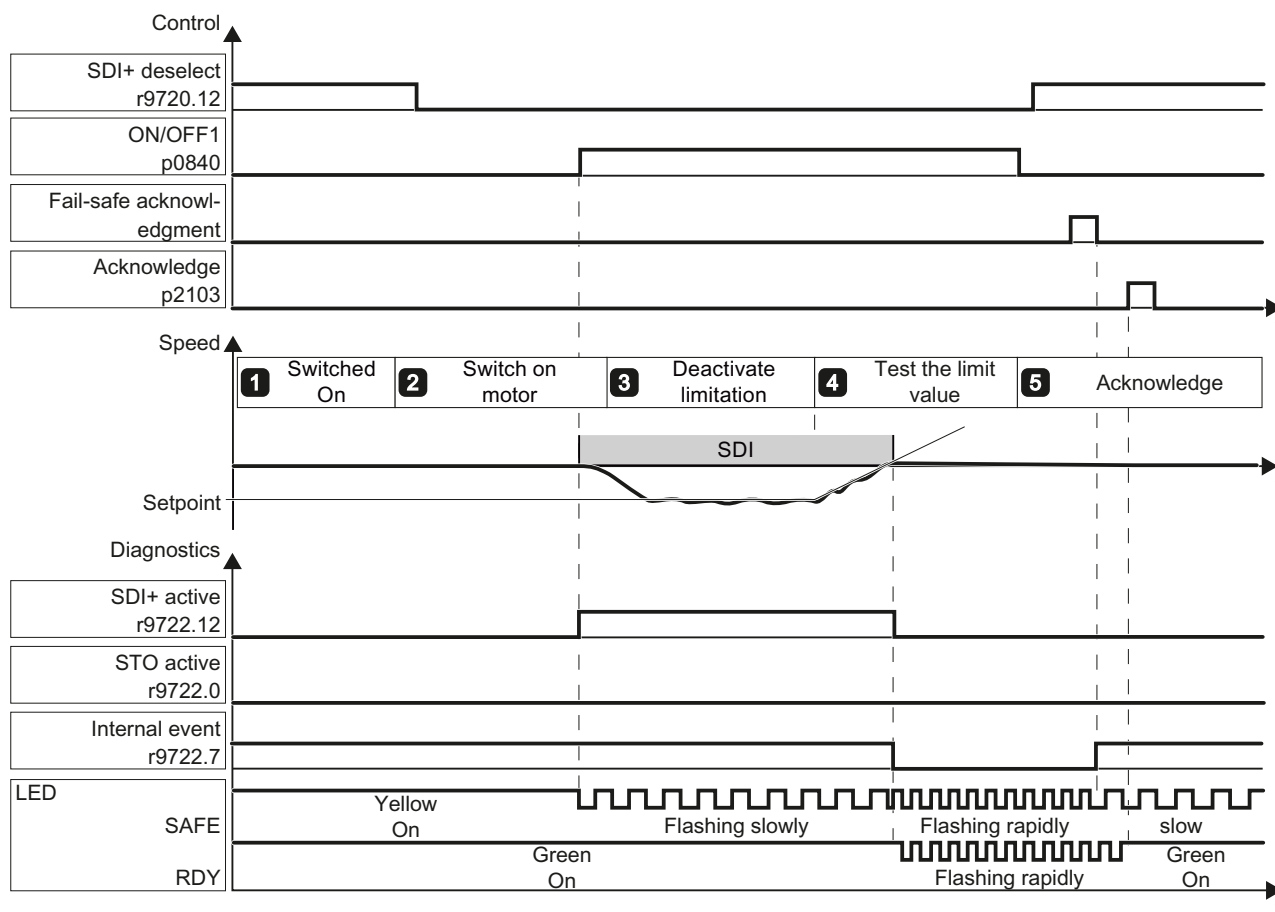 Control
SDI+ deselect
r9720.12
ON/OFF1
p0840
Fail-safe acknowl-
edgment
Acknowledge
p2103
Speed
1 Switched On
2 Switch on motor
3 Deactivate limitation
4 Test the limit value
5 Acknowledge
SDI
Setpoint
Diagnostics
SDI+ active
r9722.12
STO active
r9722.0
Internal event
r9722.7
LED
SAFE
Yellow
On
Flashing slowly
Flashing rapidly
slow
RDY
Green
On
Flashing rapidly
Green
On